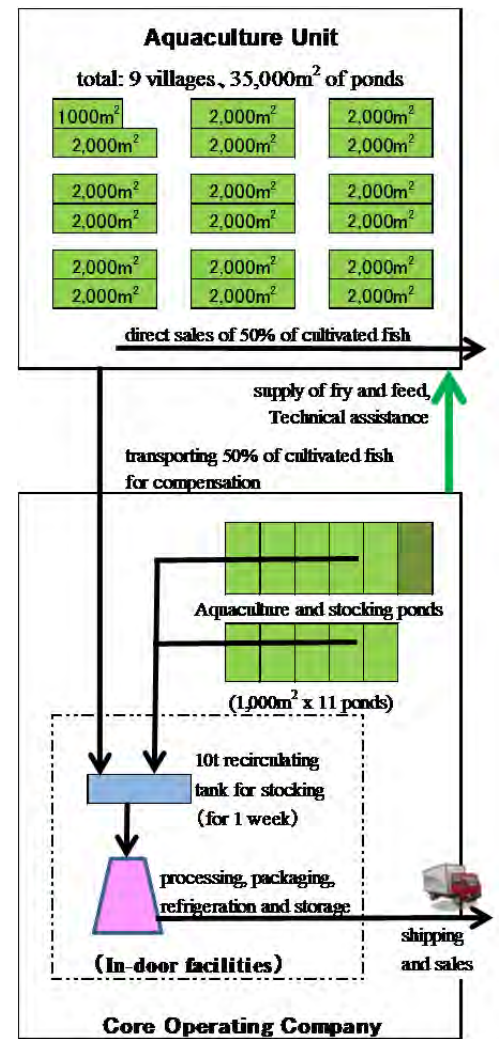 Aquaculture Unit
total: 9 villages、35,000m² of ponds
1000m² 2,000m² 2,000m²
2,000m² 2,000m² 2,000m²
2,000m² 2,000m² 2,000m²
2,000m² 2,000m² 2,000m²
2,000m² 2,000m² 2,000m²
2,000m² 2,000m² 2,000m²
direct sales of 50% of cultivated fish
supply of fry and feed,
Technical assistance
transporting 50% of cultivated fish
for compensation
Aquaculture and stocking ponds
(1,000m² x 11 ponds)
10t recirculating
tank for stocking
(for 1 week)
processing, packaging,
refrigeration and storage
shipping
and sales
(In-door facilities)
Core Operating Company